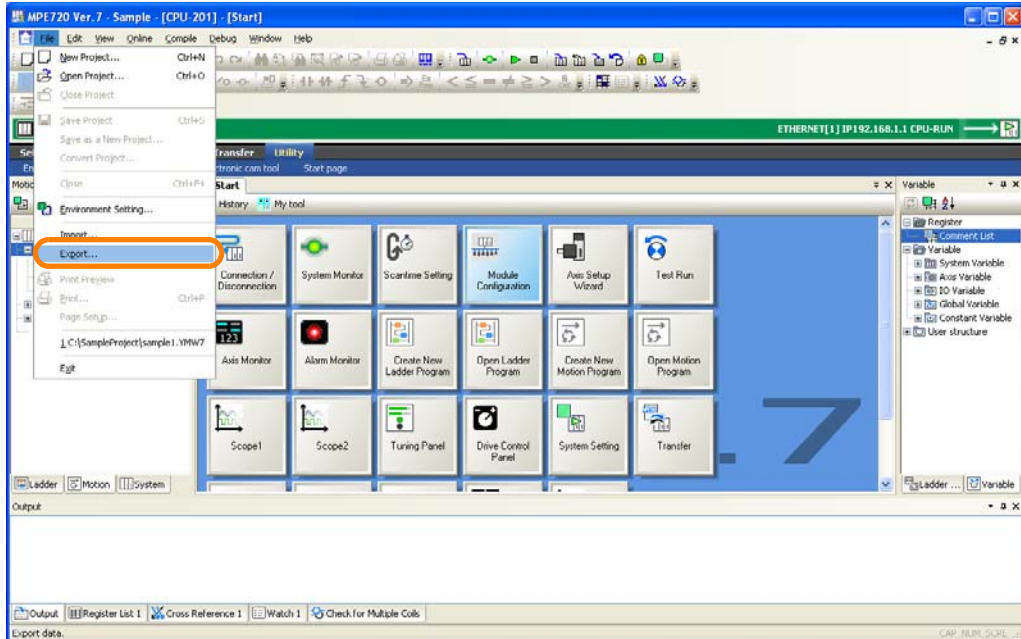 MPE720 Ver.7 - Sample - [CPU-201] - [Start]
File Edit View Online Compile Debug Window Help
New Project... Ctrl+N
Open Project... Ctrl+O
Close Project
Save Project Ctrl+S
Save as a New Project...
Convert Project...
Close Ctrl+F4
Environment Setting...
Import...
Export...
Print Preview
Print... Ctrl+P
Page Setup...
1 C:\SampleProject\sample1.YMW7
Exit
ETHERNET[1] IP192.168.1.1 CPU-RUN
Transfer Utility
ctronic cam tool Start page
Start
History My tool
Connection / Disconnection
System Monitor
Scantime Setting
Module Configuration
Axis Setup Wizard
Test Run
Axis Monitor
Alarm Monitor
Create New Ladder Program
Open Ladder Program
Create New Motion Program
Open Motion Program
Scope1
Scope2
Tuning Panel
Drive Control Panel
System Setting
Transfer
.7
Variable
Register
Comment List
Variable
System Variable
Axis Variable
IO Variable
Global Variable
Constant Variable
User structure
Ladder Motion System
Ladder ... Variable
Output
Output Register List 1 Cross Reference 1 Watch 1 Check for Multiple Coils
Export data.
CAP NUM SCRL